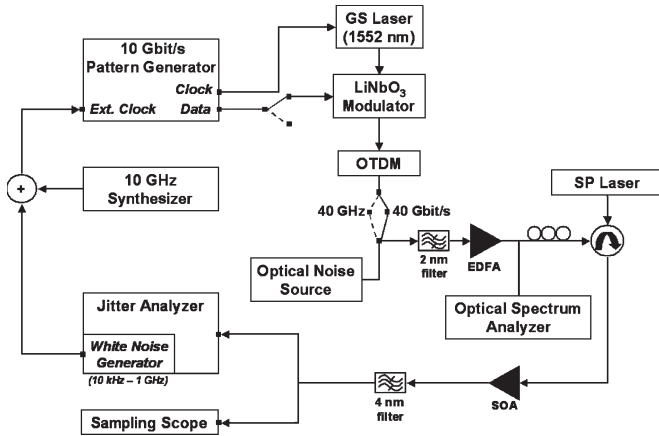 GS Laser
(1552 nm)
10 Gbit/s
Pattern Generator
Clock
Ext. Clock
Data
LiNbO3
Modulator
OTDM
10 GHz
Synthesizer
+
SP Laser
40 GHz
40 Gbit/s
2 nm
filter
EDFA
Optical Noise
Source
Optical Spectrum
Analyzer
Jitter Analyzer
White Noise
Generator
(10 kHz – 1 GHz)
4 nm
filter
SOA
Sampling Scope